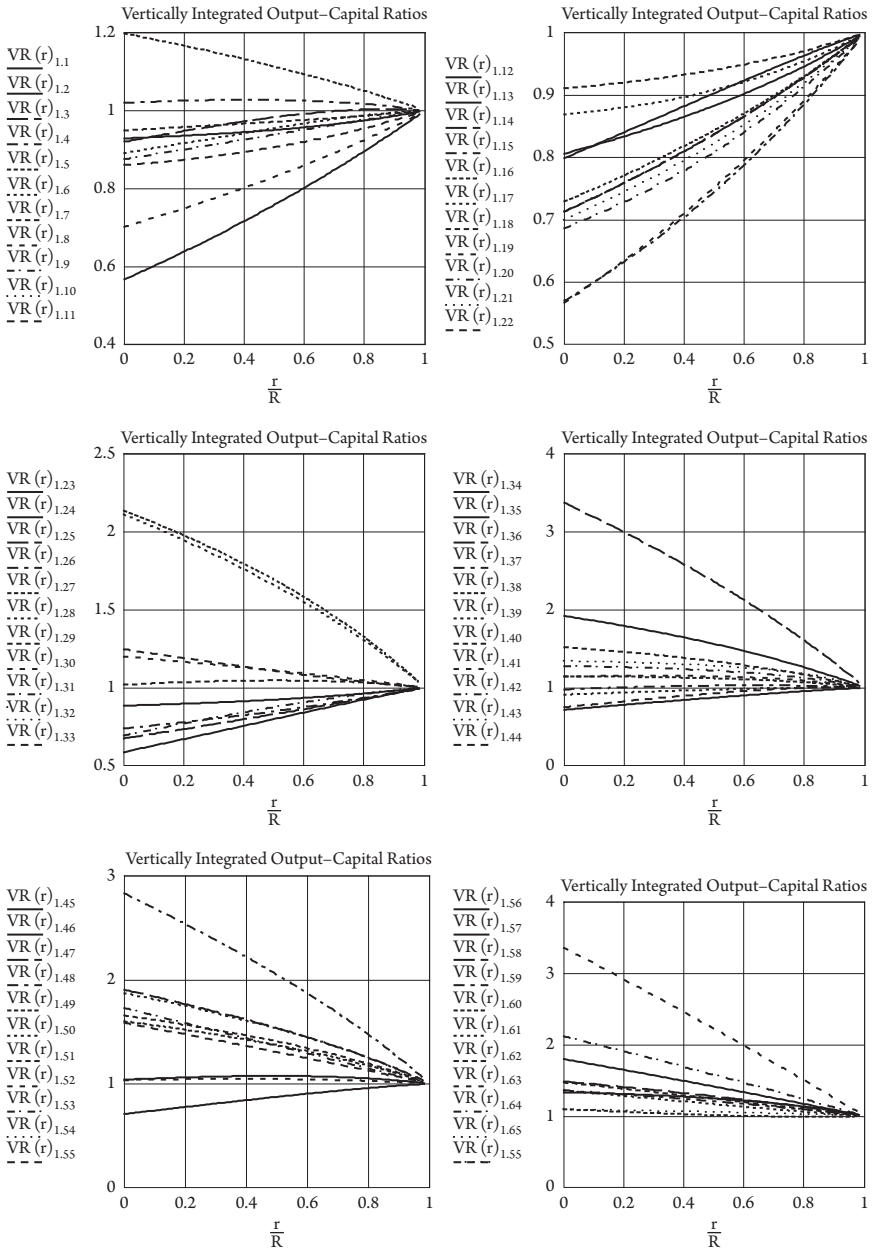 Vertically Integrated Output–Capital Ratios
VR (r)1.1
VR (r)1.2
VR (r)1.3
VR (r)1.4
VR (r)1.5
VR (r)1.6
VR (r)1.7
VR (r)1.8
VR (r)1.9
VR (r)1.10
VR (r)1.11
1.2
1
0.8
0.6
0.4
0 0.2 0.4 0.6 0.8 1
r
R
Vertically Integrated Output–Capital Ratios
VR (r)1.12
VR (r)1.13
VR (r)1.14
VR (r)1.15
VR (r)1.16
VR (r)1.17
VR (r)1.18
VR (r)1.19
VR (r)1.20
VR (r)1.21
VR (r)1.22
1
0.9
0.8
0.7
0.6
0.5
0 0.2 0.4 0.6 0.8 1
r
R
Vertically Integrated Output–Capital Ratios
VR (r)1.23
VR (r)1.24
VR (r)1.25
VR (r)1.26
VR (r)1.27
VR (r)1.28
VR (r)1.29
VR (r)1.30
VR (r)1.31
VR (r)1.32
VR (r)1.33
2.5
2
1.5
1
0.5
0 0.2 0.4 0.6 0.8 1
r
R
Vertically Integrated Output–Capital Ratios
VR (r)1.34
VR (r)1.35
VR (r)1.36
VR (r)1.37
VR (r)1.38
VR (r)1.39
VR (r)1.40
VR (r)1.41
VR (r)1.42
VR (r)1.43
VR (r)1.44
4
3
2
1
0
0 0.2 0.4 0.6 0.8 1
r
R
Vertically Integrated Output–Capital Ratios
VR (r)1.45
VR (r)1.46
VR (r)1.47
VR (r)1.48
VR (r)1.49
VR (r)1.50
VR (r)1.51
VR (r)1.52
VR (r)1.53
VR (r)1.54
VR (r)1.55
3
2
1
0
0 0.2 0.4 0.6 0.8 1
r
R
Vertically Integrated Output–Capital Ratios
VR (r)1.56
VR (r)1.57
VR (r)1.58
VR (r)1.59
VR (r)1.60
VR (r)1.61
VR (r)1.62
VR (r)1.63
VR (r)1.64
VR (r)1.65
VR (r)1.55
4
3
2
1
0
0 0.2 0.4 0.6 0.8 1
r
R